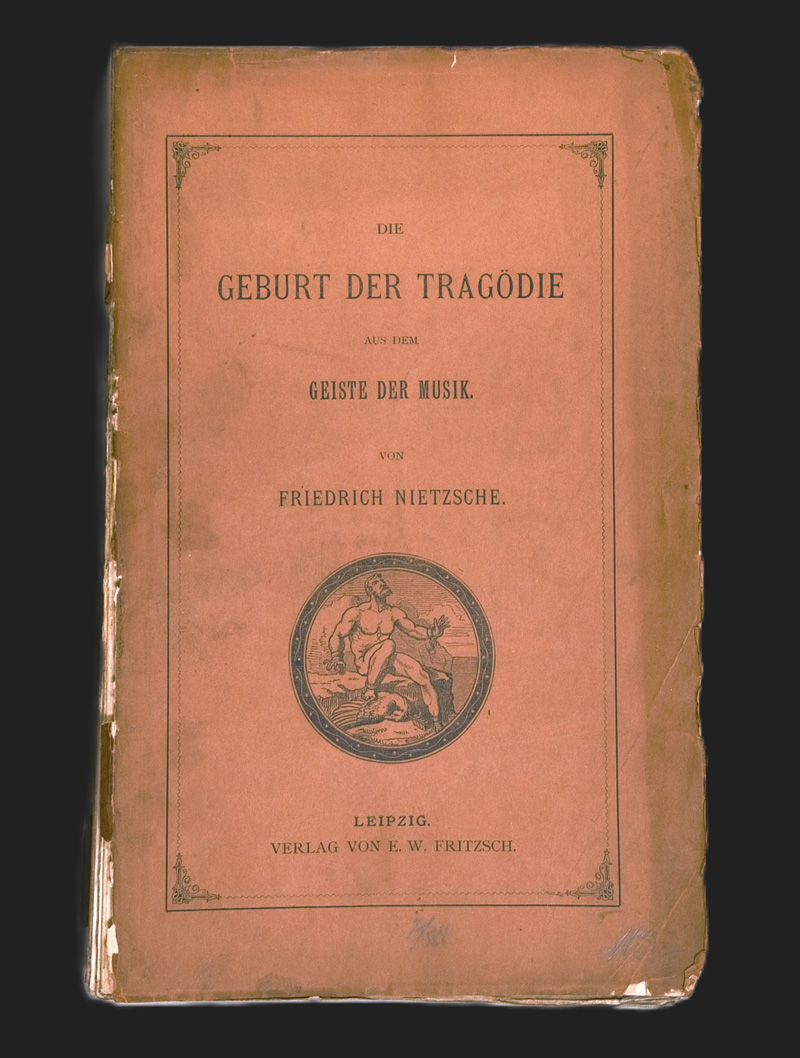 DIE
GEBURT DER TRAGÖDIE
AUS DEM
GEISTE DER MUSIK.
VON
FRIEDRICH NIETZSCHE.
LEIPZIG.
VERLAG VON E. W. FRITZSCH.